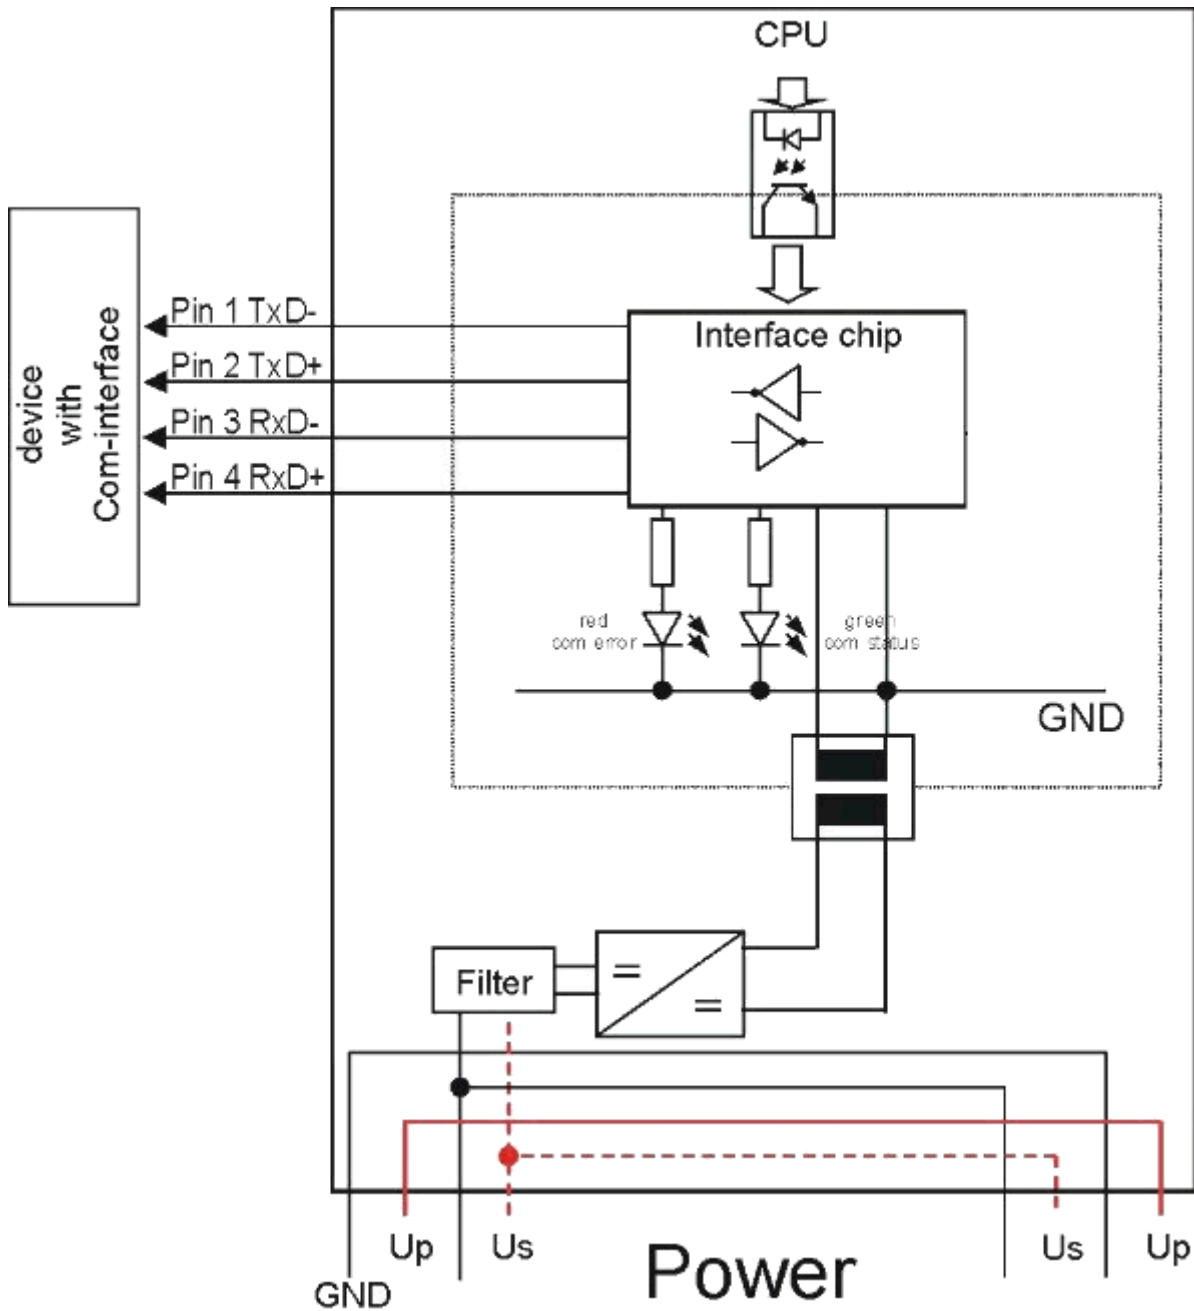 CPU
Pin 1 TxD-
Pin 2 TxD+
Pin 3 RxD-
Pin 4 RxD+
device
with
Com-interface
Interface chip
red
com error
green
com status
GND
Filter
Up
Us
Power
Us
Up
GND